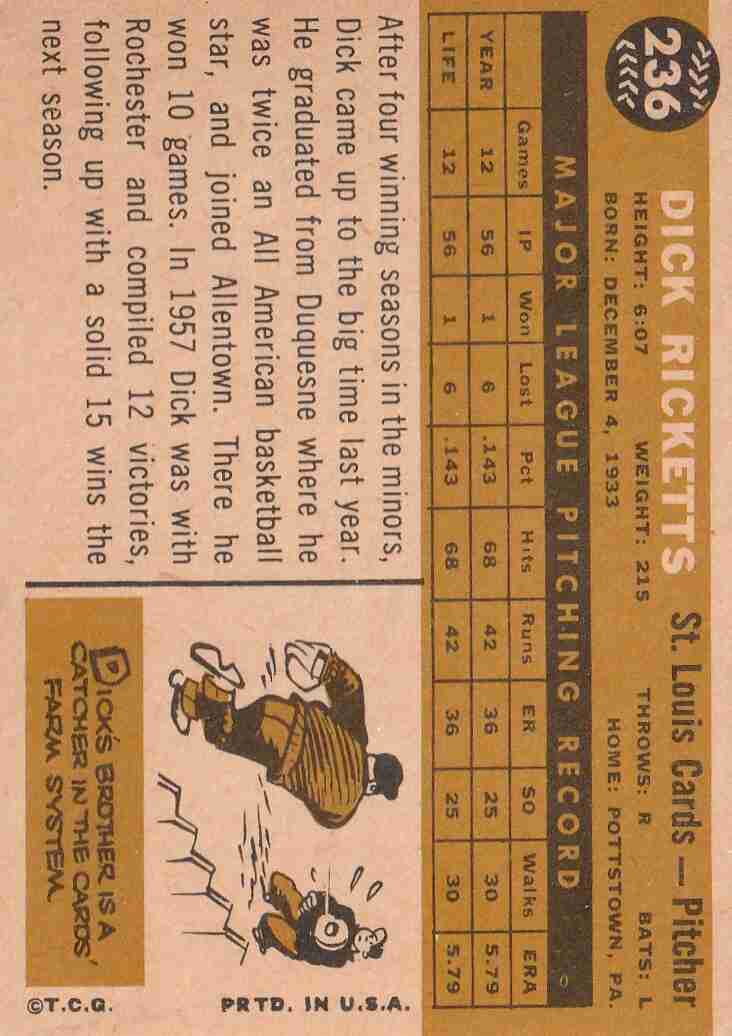 236
DICK RICKETTS St. Louis Cards — Pitcher
HEIGHT: 6:07 WEIGHT: 215 THROWS: R BATS: L
BORN: DECEMBER 4, 1933 HOME: POTTSTOWN, PA.
MAJOR LEAGUE PITCHING RECORD
Games IP Won Lost Pct Hits Runs ER SO Walks ERA
YEAR 12 56 1 6 .143 68 42 36 25 30 5.79
LIFE 12 56 1 6 .143 68 42 36 25 30 5.79
After four winning seasons in the minors,
Dick came up to the big time last year.
He graduated from Duquesne where he
was twice an All American basketball
star, and joined Allentown. There he
won 10 games. In 1957 Dick was with
Rochester and compiled 12 victories,
following up with a solid 15 wins the
next season.
DICK'S BROTHER IS A
CATCHER IN THE CARDS'
FARM SYSTEM.
©T.C.G. PRTD. IN U.S.A.